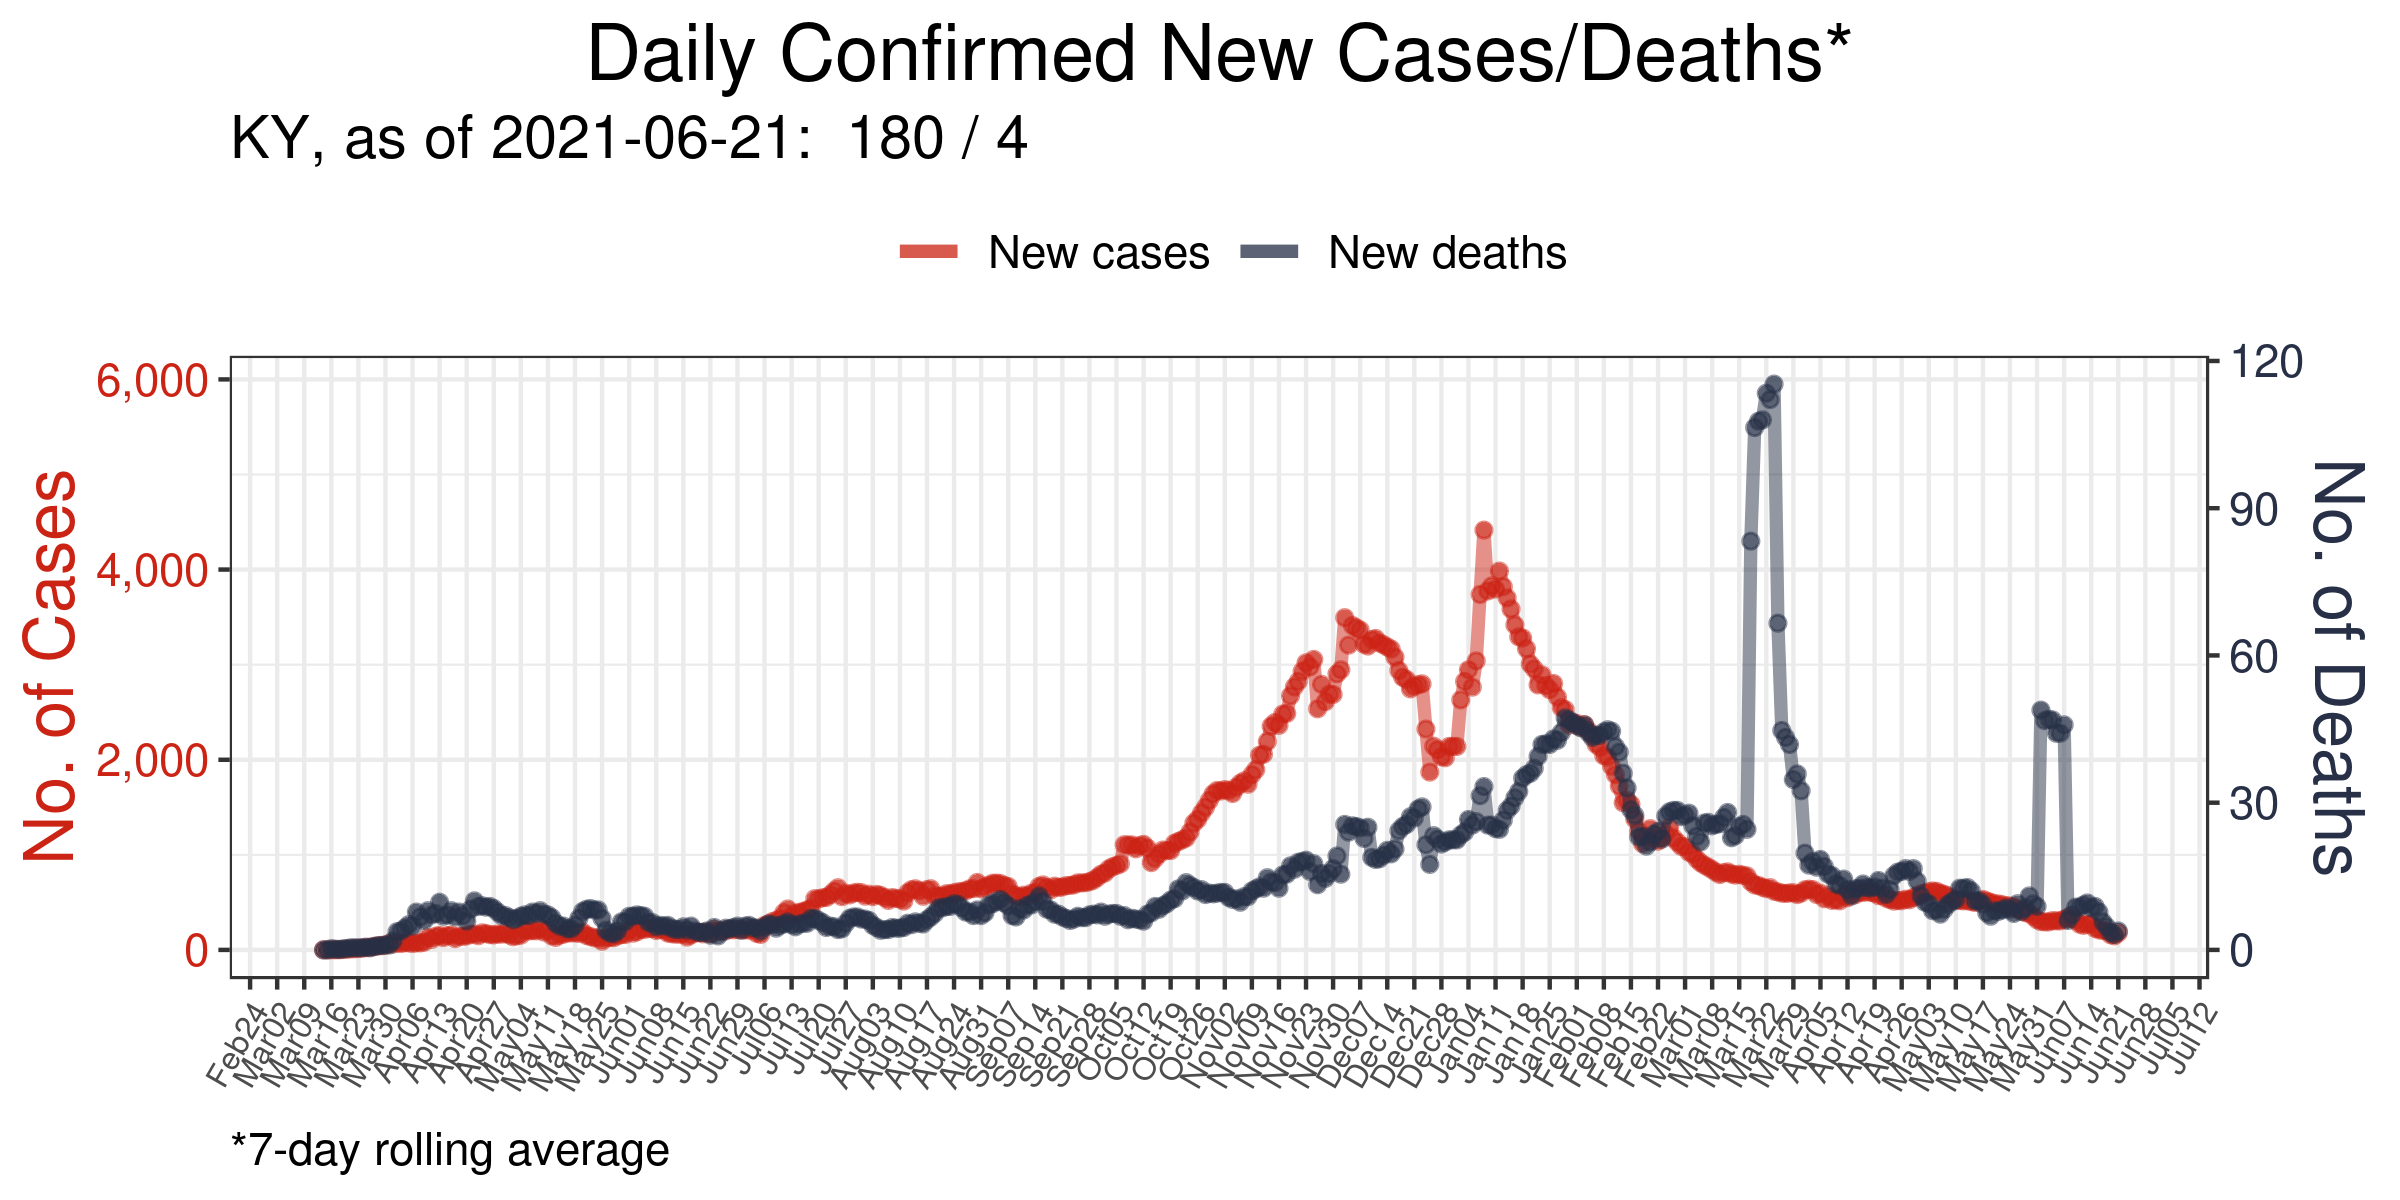 Daily Confirmed New Cases/Deaths*
KY, as of 2021-06-21: 180 / 4
New cases
New deaths
No. of Cases
6,000
4,000
2,000
0
120
90
60
30
0
No. of Deaths
Feb24
Mar02
Mar09
Mar16
Mar23
Mar30
Apr06
Apr13
Apr20
Apr27
May04
May11
May18
May25
Jun01
Jun08
Jun15
Jun22
Jun29
Jul06
Jul13
Jul20
Jul27
Aug03
Aug10
Aug17
Aug24
Aug31
Sep07
Sep14
Sep21
Sep28
Oct05
Oct12
Oct19
Oct26
Nov02
Nov09
Nov16
Nov23
Nov30
Dec07
Dec14
Dec21
Dec28
Jan04
Jan11
Jan18
Jan25
Feb01
Feb08
Feb15
Feb22
Mar01
Mar08
Mar15
Mar22
Mar29
Apr05
Apr12
Apr19
Apr26
May03
May10
May17
May24
May31
Jun07
Jun14
Jun21
Jun28
Jul05
Jul12
*7-day rolling average